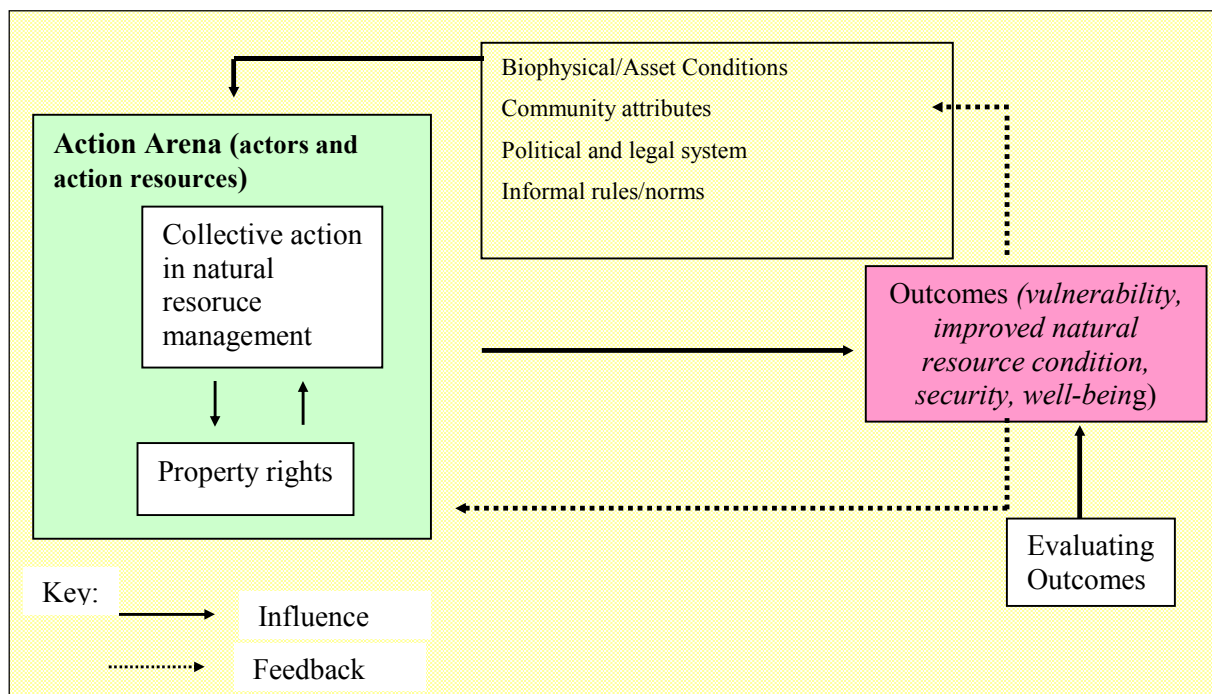 Biophysical/Asset Conditions
Community attributes
Political and legal system
Informal rules/norms
Action Arena (actors and
action resources)
Collective action
in natural
resoruce
management
Property rights
Outcomes (vulnerability,
improved natural
resource condition,
security, well-being)
Evaluating
Outcomes
Key:
Influence
Feedback